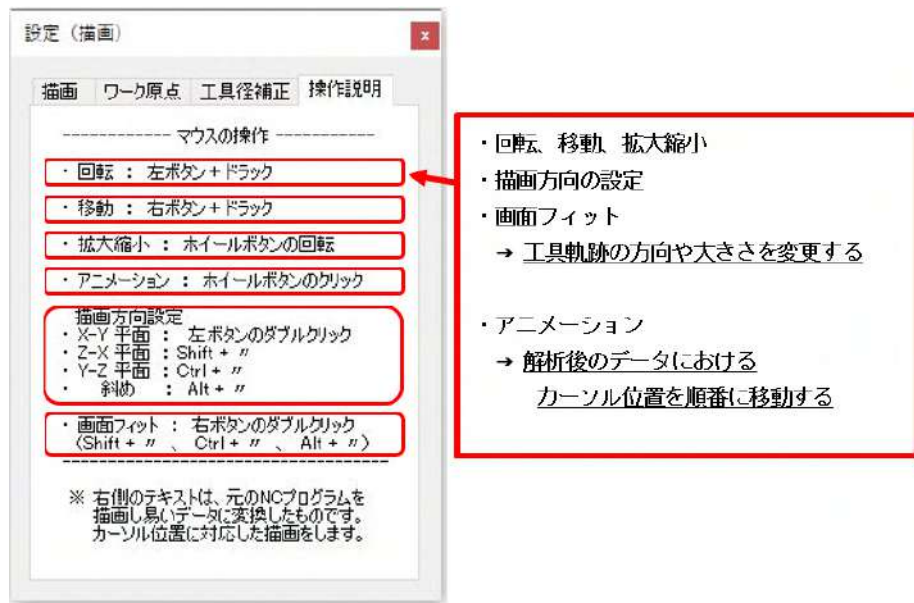 設定（描画）
x
描画 ワーク原点 工具径補正 操作説明
------------ マウスの操作 -----------
・ 回転 ： 左ボタン＋ドラック
・ 移動 ： 右ボタン＋ドラック
・ 拡大縮小 ： ホイールボタンの回転
・ アニメーション ： ホイールボタンのクリック
描画方向設定
・ X-Y 平面 ： 左ボタンのダブルクリック
・ Z-X 平面 ：Shift + 〃
・ Y-Z 平面 ：Ctrl + 〃
・ 斜め ： Alt + 〃
・ 画面フィット ： 右ボタンのダブルクリック
（Shift + 〃 、 Ctrl + 〃 、 Alt + 〃）
------------------------------------
※ 右側のテキストは、元のNCプログラムを
描画し易いデータに変換したものです。
カーソル位置に対応した描画をします。
・回転、移動、拡大縮小
・描画方向の設定
・画面フィット
→ 工具軌跡の方向や大きさを変更する
・アニメーション
→ 解析後のデータにおける
カーソル位置を順番に移動する